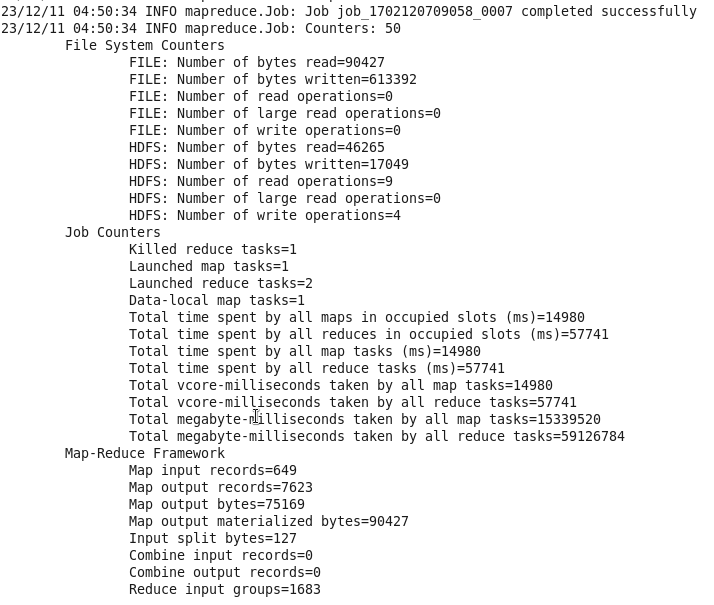 23/12/11 04:50:34 INFO mapreduce.Job: Job job_1702120709058_0007 completed successfully
23/12/11 04:50:34 INFO mapreduce.Job: Counters: 50
File System Counters
FILE: Number of bytes read=90427
FILE: Number of bytes written=613392
FILE: Number of read operations=0
FILE: Number of large read operations=0
FILE: Number of write operations=0
HDFS: Number of bytes read=46265
HDFS: Number of bytes written=17049
HDFS: Number of read operations=9
HDFS: Number of large read operations=0
HDFS: Number of write operations=4
Job Counters
Killed reduce tasks=1
Launched map tasks=1
Launched reduce tasks=2
Data-local map tasks=1
Total time spent by all maps in occupied slots (ms)=14980
Total time spent by all reduces in occupied slots (ms)=57741
Total time spent by all map tasks (ms)=14980
Total time spent by all reduce tasks (ms)=57741
Total vcore-milliseconds taken by all map tasks=14980
Total vcore-milliseconds taken by all reduce tasks=57741
Total megabyte-milliseconds taken by all map tasks=15339520
Total megabyte-milliseconds taken by all reduce tasks=59126784
Map-Reduce Framework
Map input records=649
Map output records=7623
Map output bytes=75169
Map output materialized bytes=90427
Input split bytes=127
Combine input records=0
Combine output records=0
Reduce input groups=1683